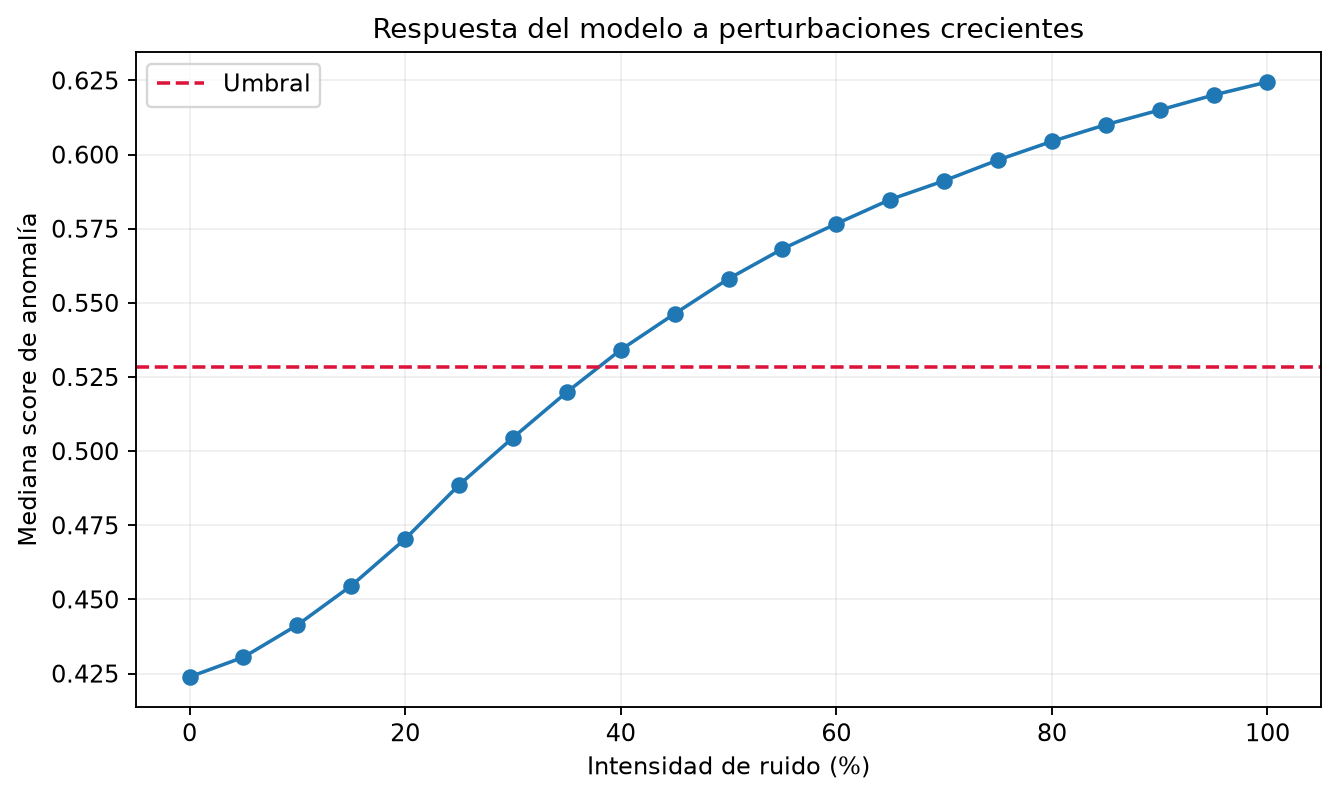 Respuesta del modelo a perturbaciones crecientes
Umbral
Mediana score de anomalía
0.625
0.600
0.575
0.550
0.525
0.500
0.475
0.450
0.425
0 20 40 60 80 100
Intensidad de ruido (%)